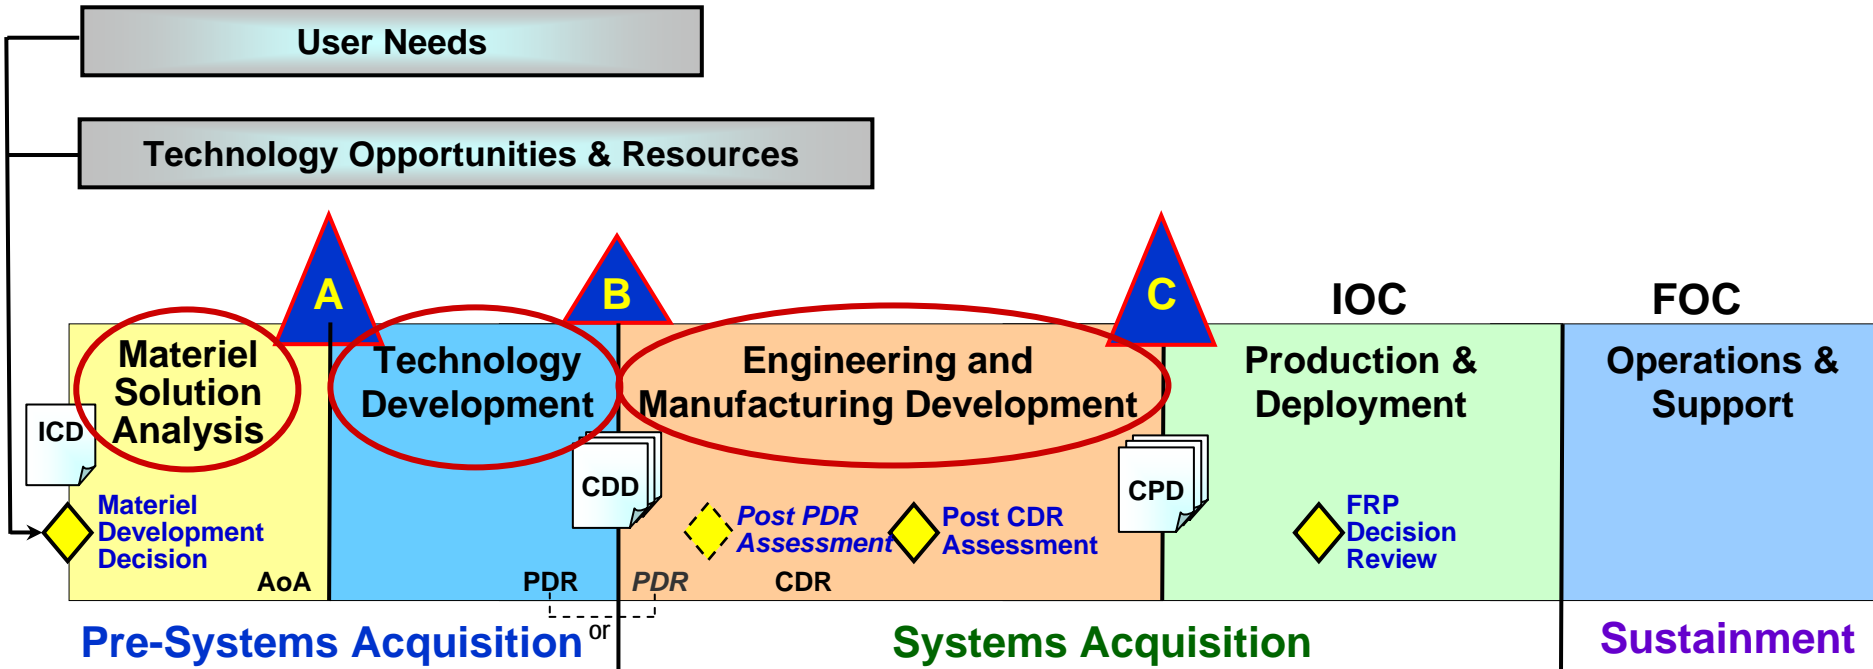 User Needs
Technology Opportunities & Resources
A
B
C
IOC
FOC
Materiel
Solution
Analysis
Technology
Development
Engineering and
Manufacturing Development
Production &
Deployment
Operations &
Support
ICD
CDD
CPD
Materiel
Development
Decision
Post PDR
Assessment
Post CDR
Assessment
FRP
Decision
Review
AoA
PDR
PDR
CDR
or
Pre-Systems Acquisition
Systems Acquisition
Sustainment